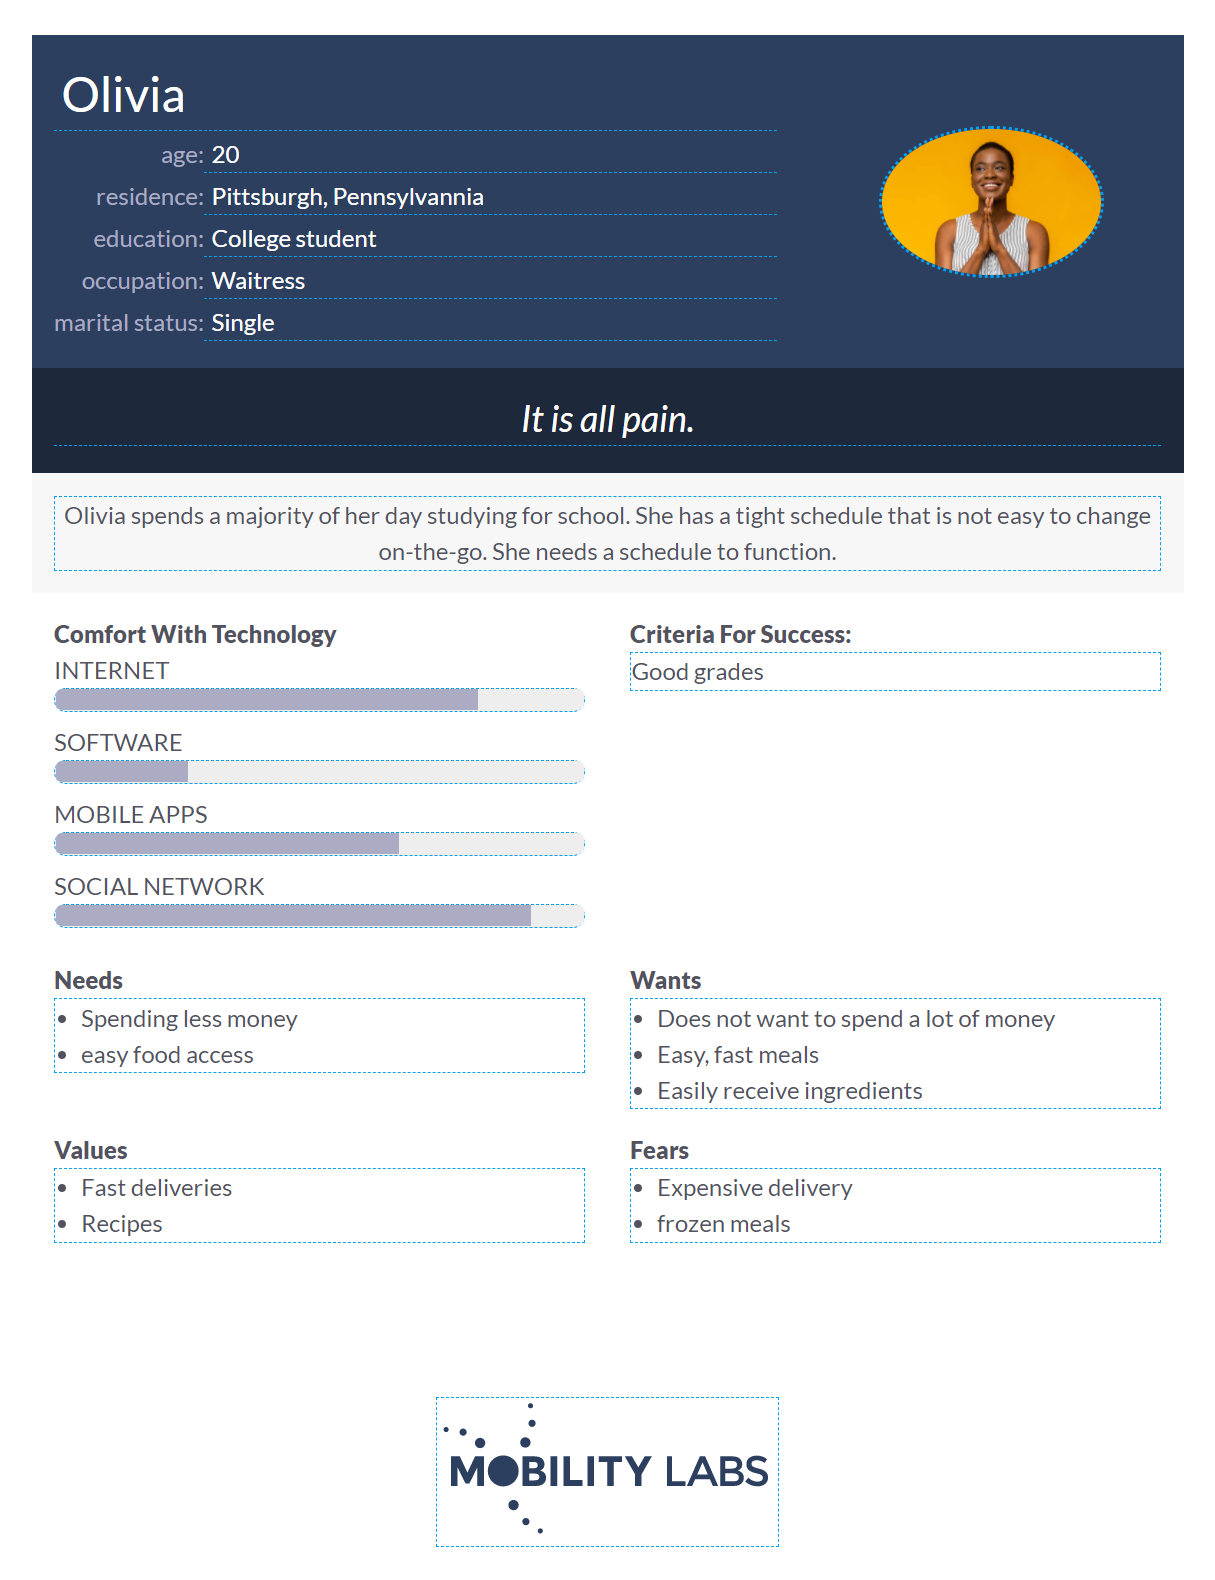 Olivia
age: 20
residence: Pittsburgh, Pennsylvannia
education: College student
occupation: Waitress
marital status: Single
It is all pain.
Olivia spends a majority of her day studying for school. She has a tight schedule that is not easy to change
on-the-go. She needs a schedule to function.
Comfort With Technology
INTERNET
SOFTWARE
MOBILE APPS
SOCIAL NETWORK
Criteria For Success:
Good grades
Needs
• Spending less money
• easy food access
Wants
• Does not want to spend a lot of money
• Easy, fast meals
• Easily receive ingredients
Values
• Fast deliveries
• Recipes
Fears
• Expensive delivery
• frozen meals
MOBILITY LABS